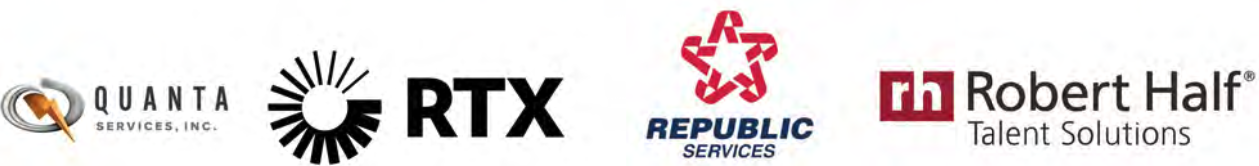 QUANTA
SERVICES, INC.
RTX
REPUBLIC
SERVICES
rh Robert Half®
Talent Solutions